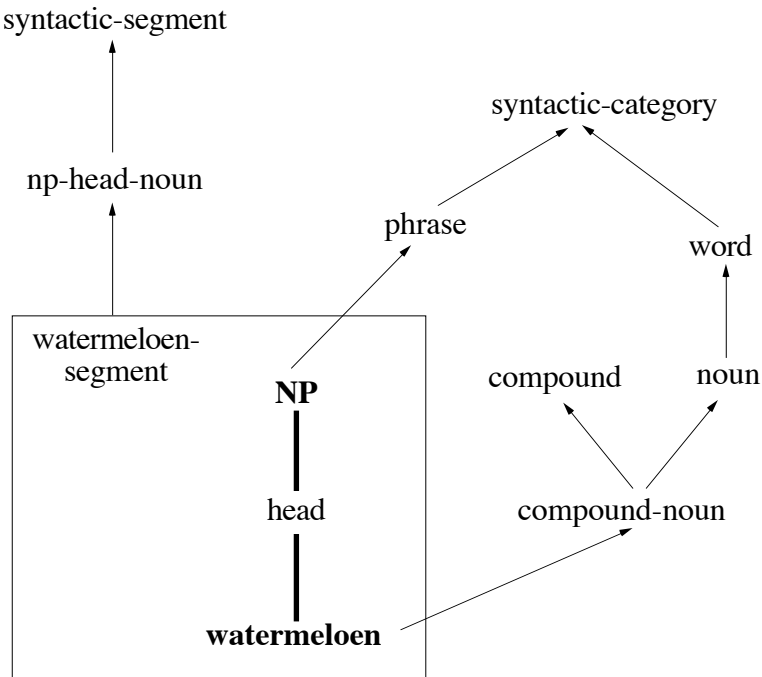 syntactic-segment
syntactic-category
np-head-noun
phrase
word
watermeloen-
segment
NP
compound
noun
head
compound-noun
watermeloen